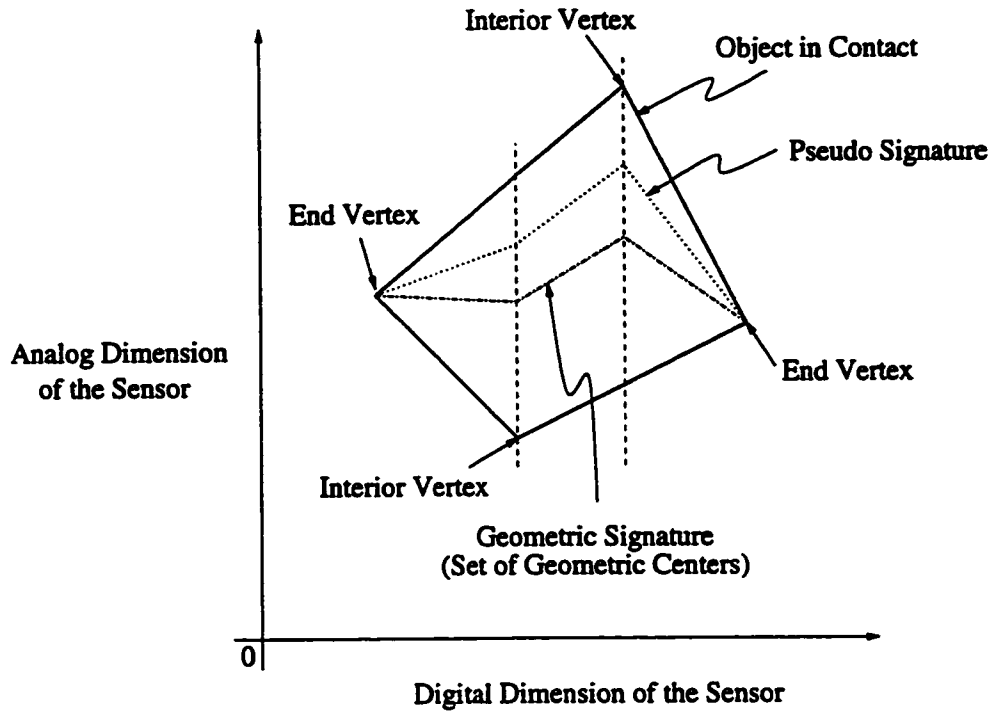 Interior Vertex
Object in Contact
Pseudo Signature
End Vertex
Analog Dimension
of the Sensor
End Vertex
Interior Vertex
Geometric Signature
(Set of Geometric Centers)
0
Digital Dimension of the Sensor